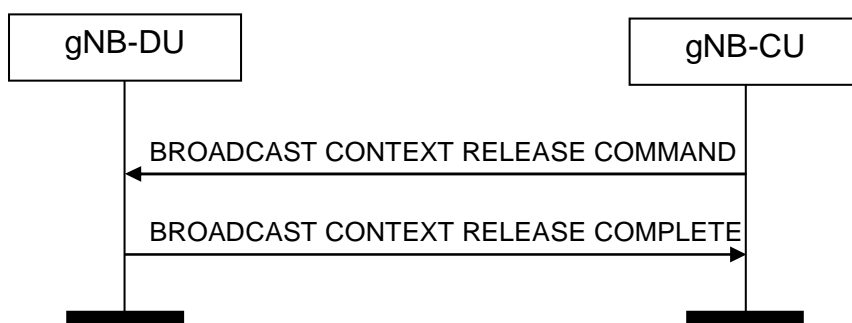 gNB-DU
gNB-CU
BROADCAST CONTEXT RELEASE COMMAND
BROADCAST CONTEXT RELEASE COMPLETE